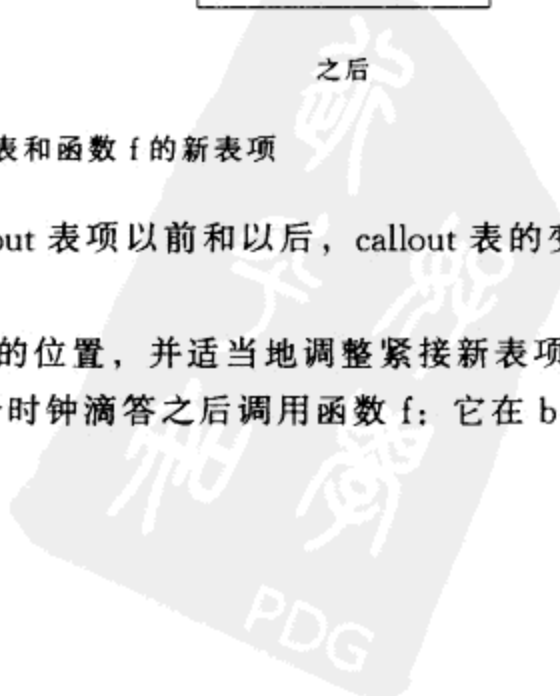 之后
表和函数 f 的新表项
out 表项以前和以后，callout 表的变
的位置，并适当地调整紧接新表项
时钟滴答之后调用函数 f；它在 b
PDG